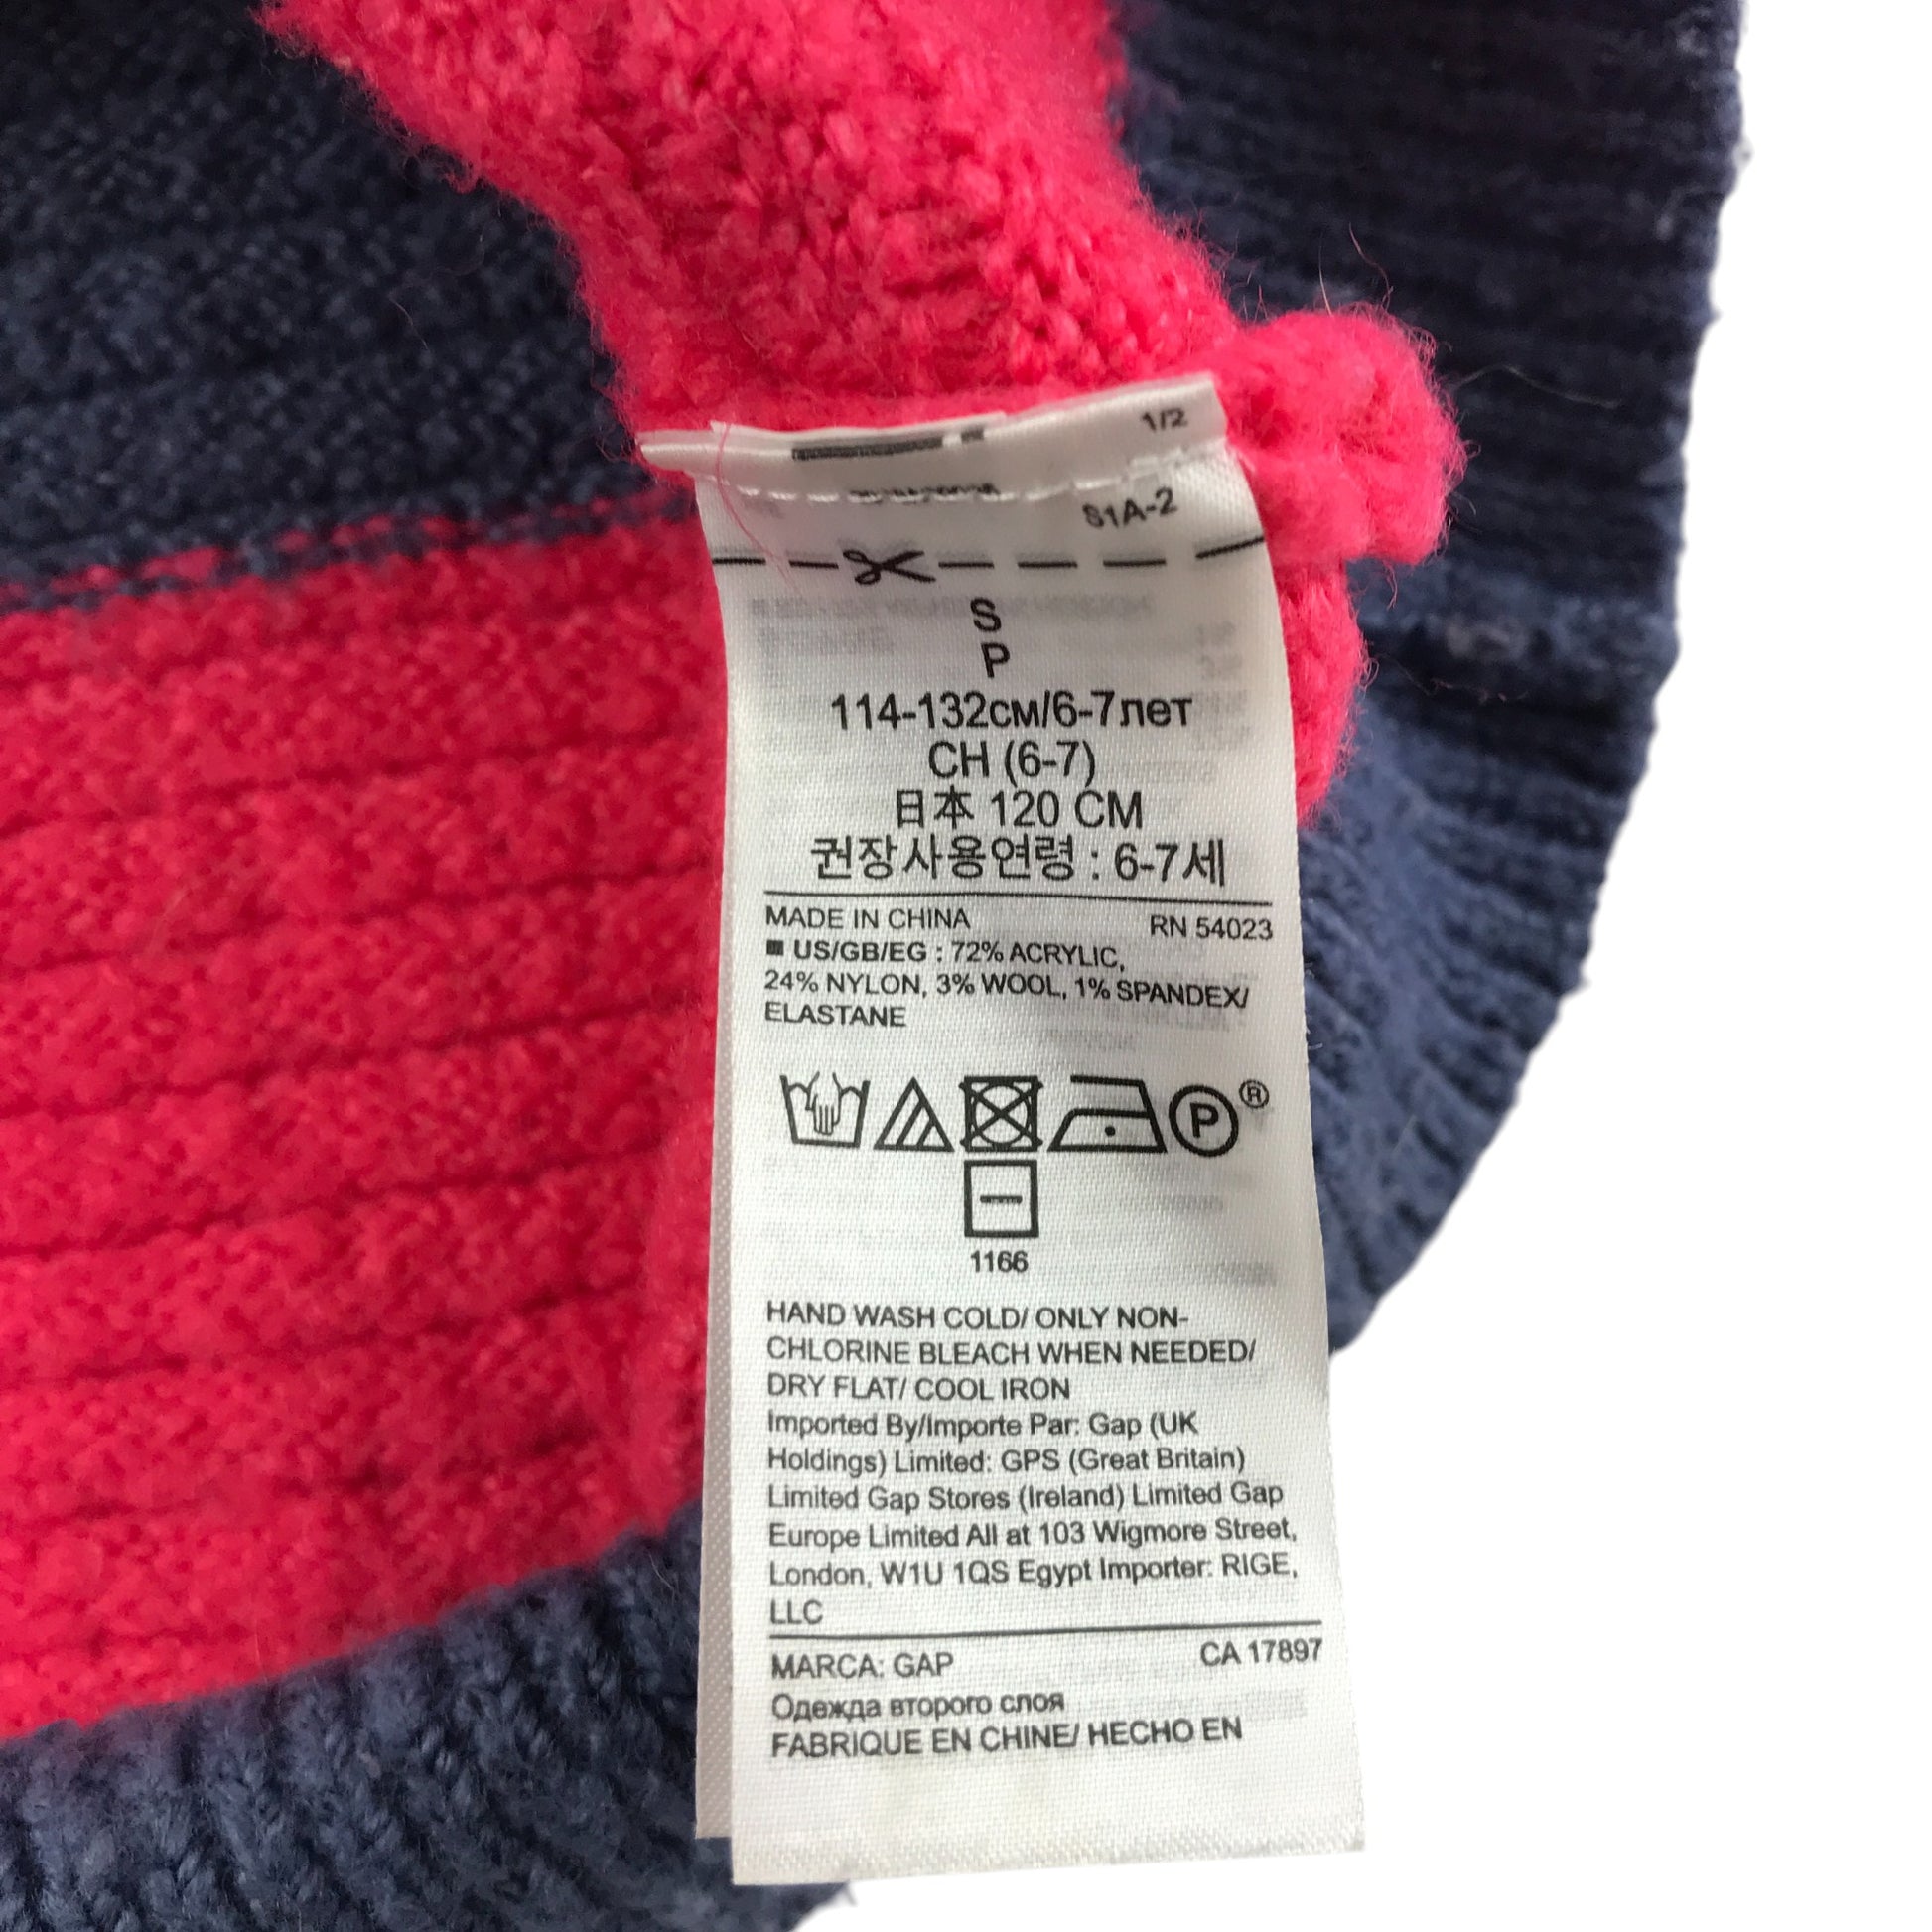 1/2
S1A-2
S
P
114-132см/6-7лет
CH (6-7)
日本 120 CM
권장사용연령 : 6-7세
MADE IN CHINA RN 54023
■ US/GB/EG : 72% ACRYLIC,
24% NYLON, 3% WOOL, 1% SPANDEX/
ELASTANE
P ®
1166
HAND WASH COLD/ ONLY NON-
CHLORINE BLEACH WHEN NEEDED/
DRY FLAT/ COOL IRON
Imported By/Importe Par: Gap (UK
Holdings) Limited: GPS (Great Britain)
Limited Gap Stores (Ireland) Limited Gap
Europe Limited All at 103 Wigmore Street,
London, W1U 1QS Egypt Importer: RIGE,
LLC
MARCA: GAP CA 17897
Одежда второго слоя
FABRIQUE EN CHINE/ HECHO EN